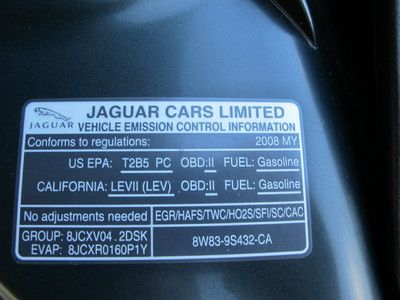 JAGUAR
JAGUAR CARS LIMITED
VEHICLE EMISSION CONTROL INFORMATION
Conforms to regulations: 2008 MY
US EPA: T2B5 PC OBD:II FUEL: Gasoline
CALIFORNIA: LEVII (LEV) OBD:II FUEL: Gasoline
No adjustments needed EGR/HAFS/TWC/HO2S/SFI/SC/CAC
GROUP: 8JCXV04.2DSK
EVAP: 8JCXR0160P1Y
8W83-9S432-CA